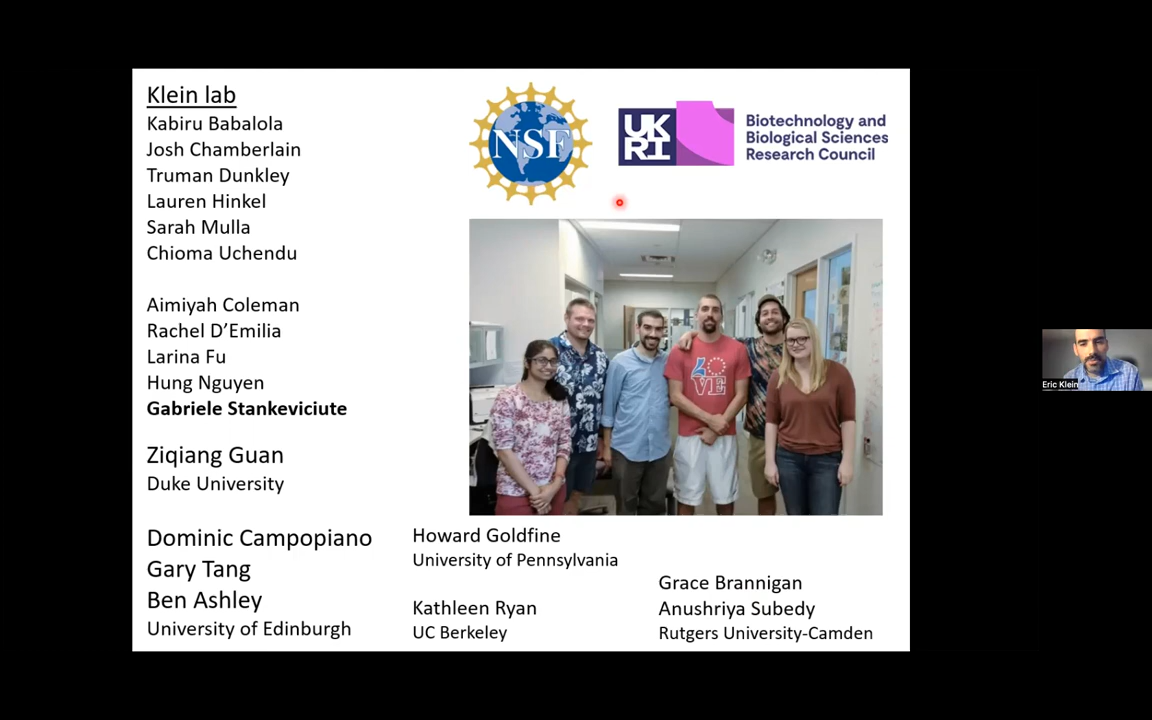 Klein lab
Kabiru Babalola
Josh Chamberlain
Truman Dunkley
Lauren Hinkel
Sarah Mulla
Chioma Uchendu
Aimiyah Coleman
Rachel D’Emilia
Larina Fu
Hung Nguyen
Gabriele Stankeviciute
Ziqiang Guan
Duke University
Dominic Campopiano
Gary Tang
Ben Ashley
University of Edinburgh
NSF
UK
RI
Biotechnology and
Biological Sciences
Research Council
LOVE
Howard Goldfine
University of Pennsylvania
Kathleen Ryan
UC Berkeley
Grace Brannigan
Anushriya Subedy
Rutgers University-Camden
Eric Klein